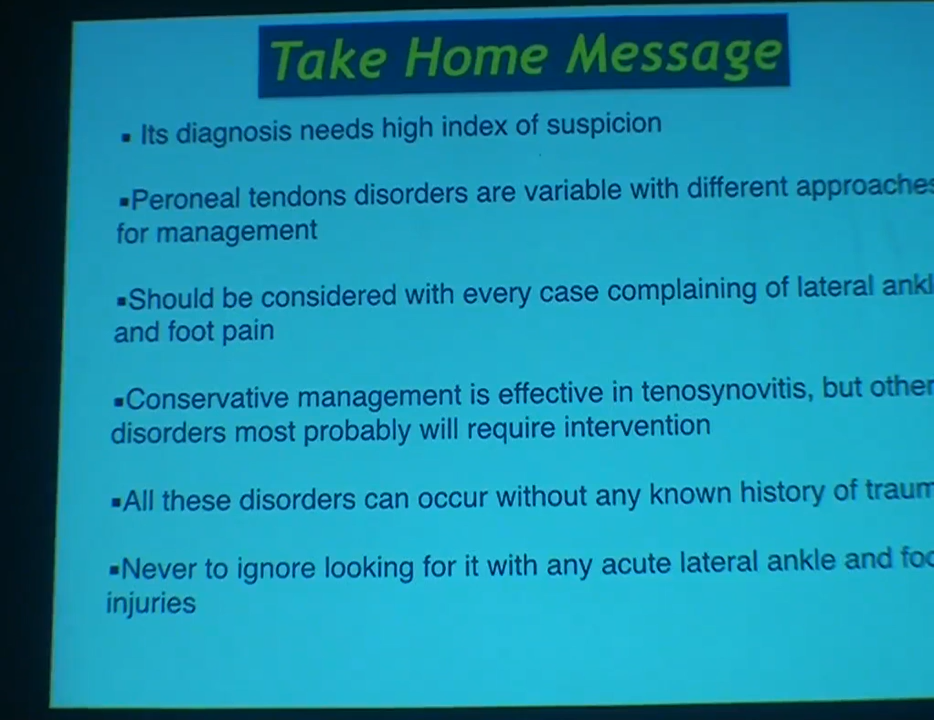 Take Home Message
▪ Its diagnosis needs high index of suspicion
▪Peroneal tendons disorders are variable with different approaches
for management
▪Should be considered with every case complaining of lateral
and foot pain
▪Conservative management is effective in tenosynovitis, but other
disorders most probably will require intervention
▪All these disorders can occur without any known history of
▪Never to ignore looking for it with any acute lateral ankle and
injuries